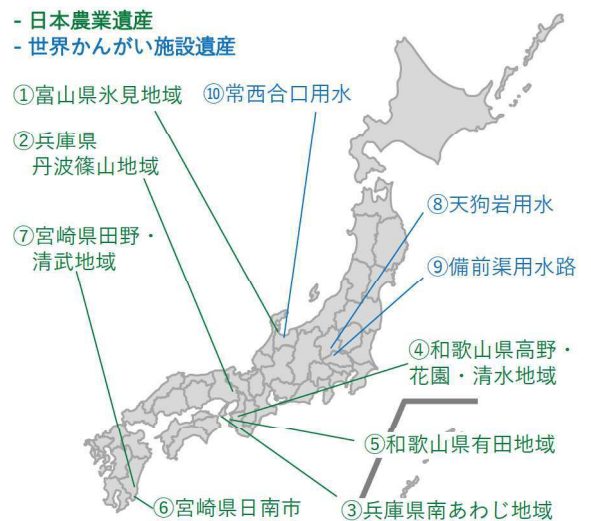 - 日本農業遺産
- 世界かんがい施設遺産
①富山県氷見地域
⑩常西合口用水
②兵庫県
丹波篠山地域
⑧天狗岩用水
⑦宮崎県田野・
清武地域
⑨備前渠用水路
④和歌山県高野・
花園・清水地域
⑤和歌山県有田地域
⑥宮崎県日南市
③兵庫県南あわじ地域